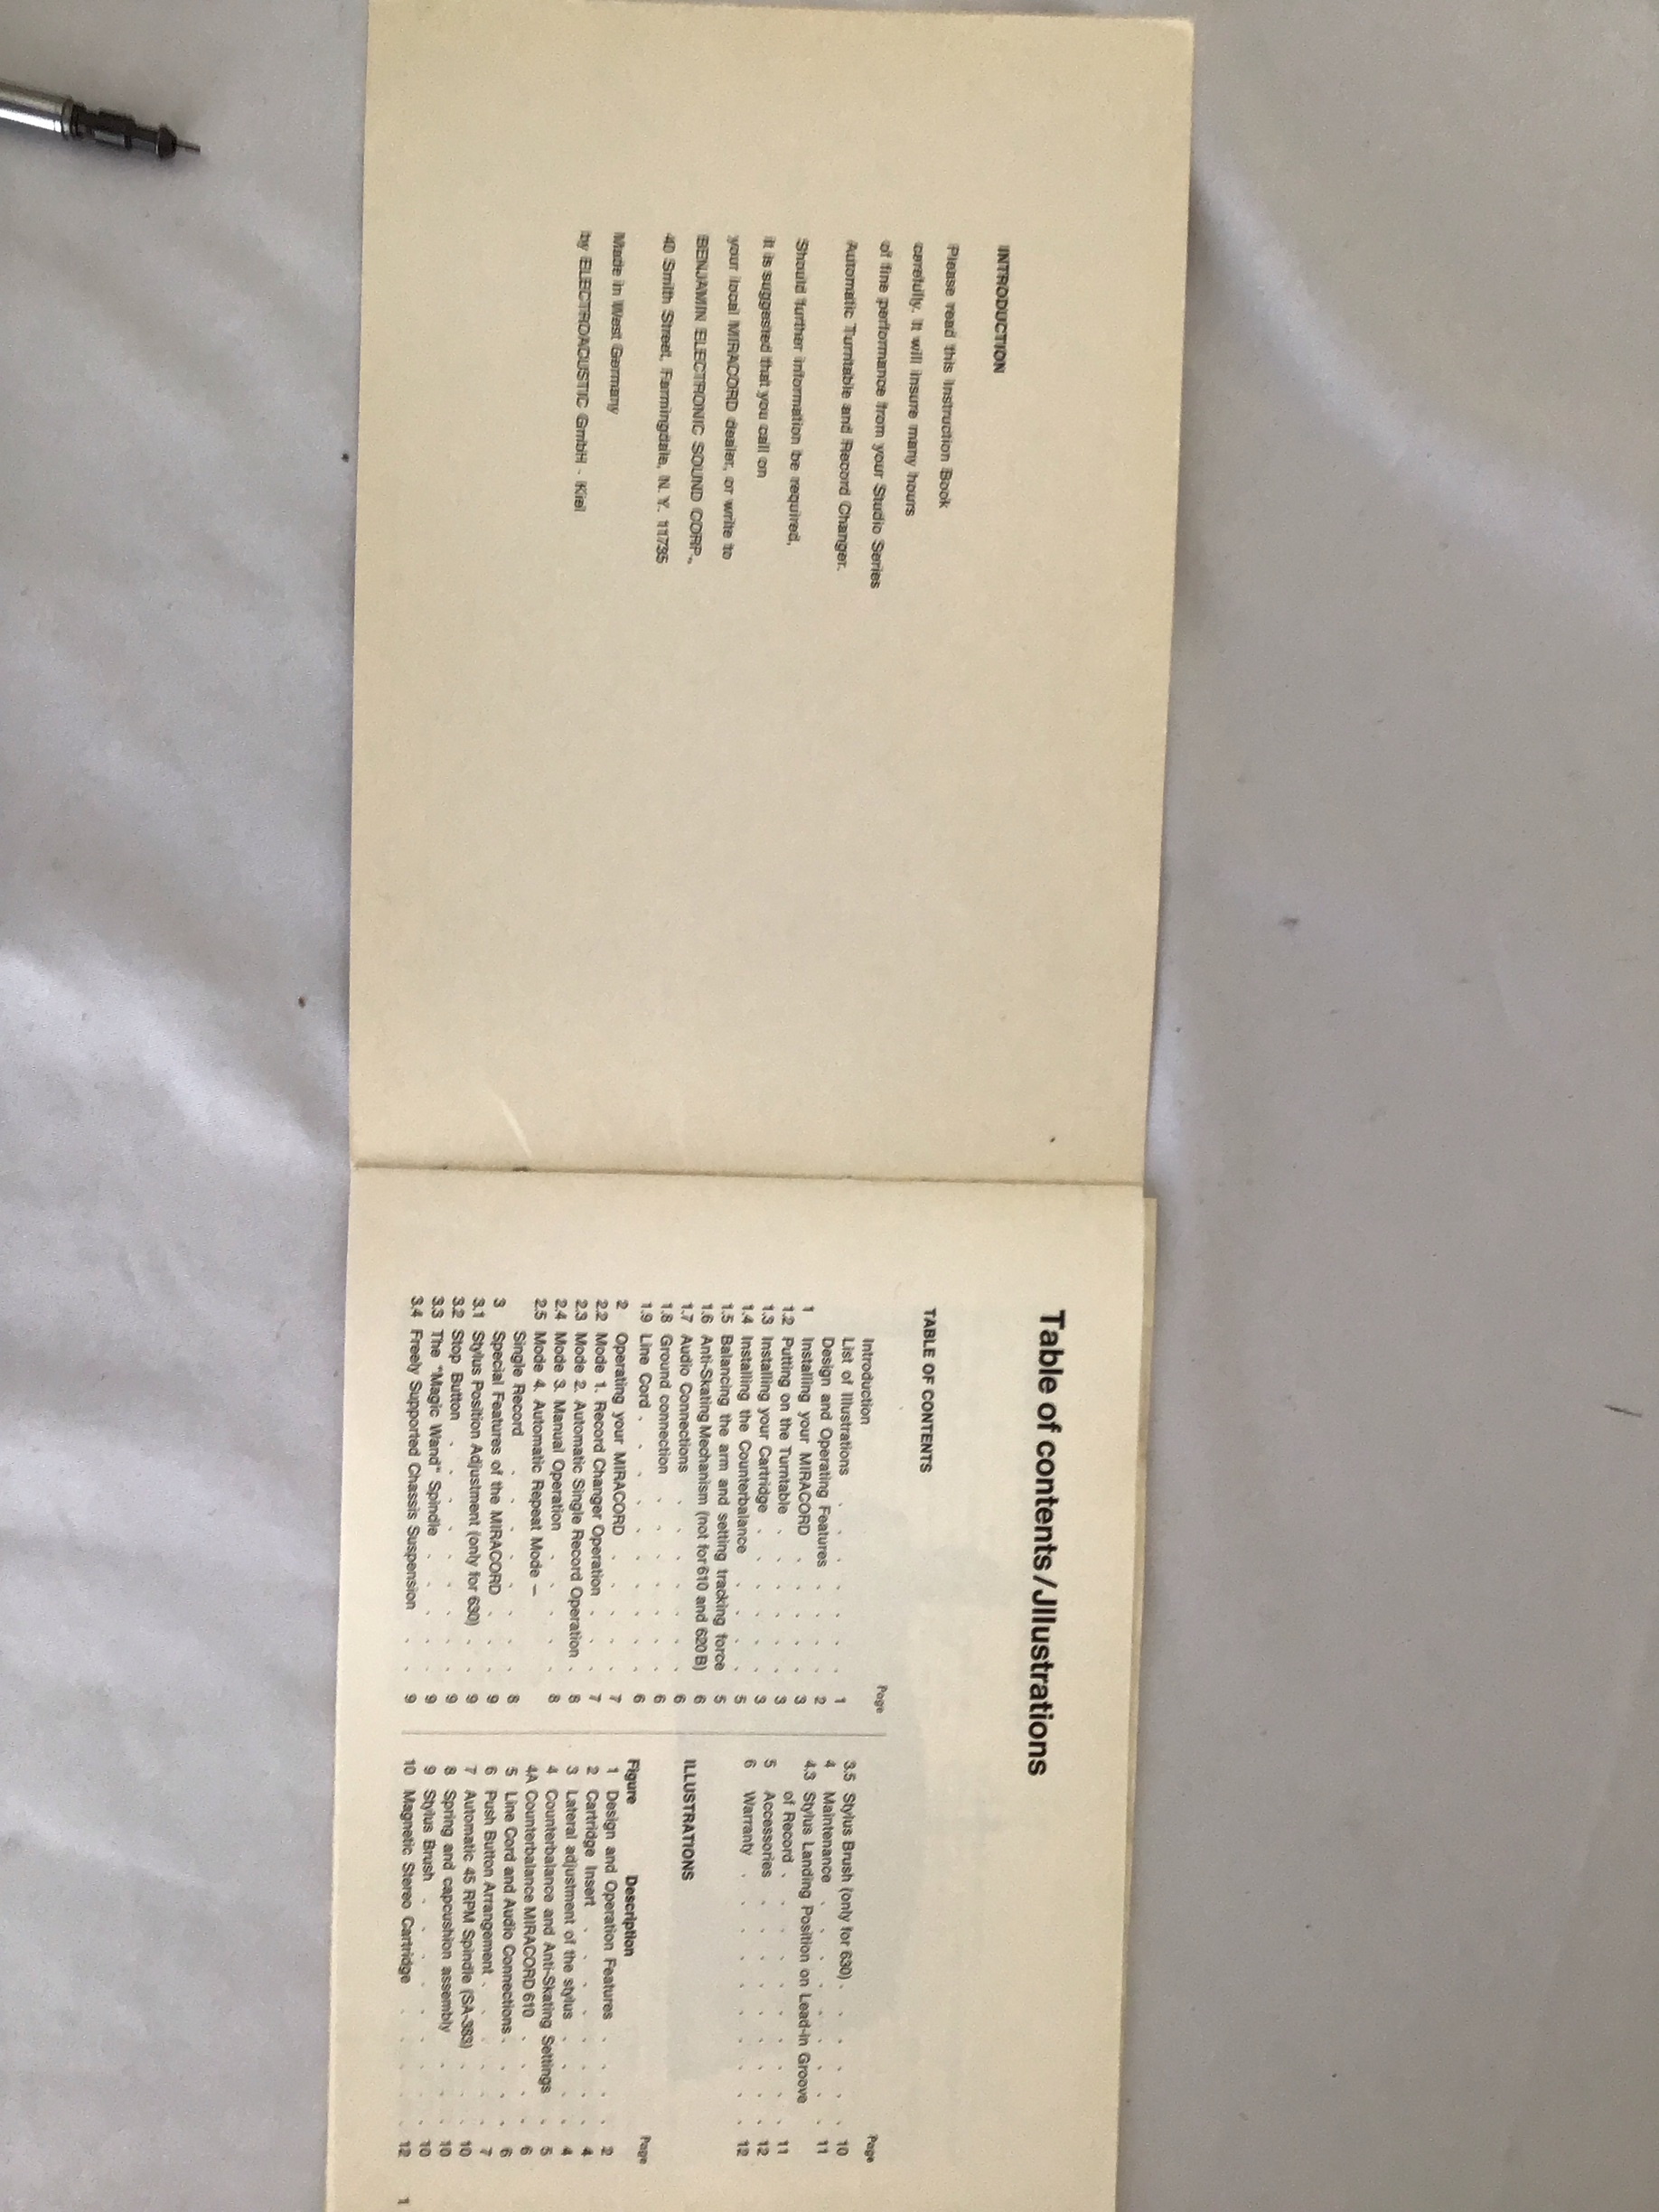 INTRODUCTION
Please read this Instruction Book
carefully. It will insure many hours
of fine performance from your Studio Series
Automatic Turntable and Record Changer.
Should further information be required,
it is suggested that you call on
your local MIRACORD dealer, or write to
BENJAMIN ELECTRONIC SOUND CORP.,
40 Smith Street, Farmingdale, N. Y. 11735
Made in West Germany
by ELECTROACUSTIC GmbH - Kiel
Table of contents/Jllustrations
TABLE OF CONTENTS
Page
Introduction
List of Illustrations . . . . . . 1
Design and Operating Features . . . . 2
1 Installing your MIRACORD . . . . . 3
1.2 Putting on the Turntable . . . . . . 3
1.3 Installing your Cartridge . . . . . . 3
1.4 Installing the Counterbalance . . . . 5
1.5 Balancing the arm and setting tracking force 5
1.6 Anti-Skating Mechanism (not for 610 and 620 B) 6
1.7 Audio Connections . . . . . . . 6
1.8 Ground connection . . . . . . . 6
1.9 Line Cord . . . . . . . . . . 6
2 Operating your MIRACORD . . . . . 7
2.2 Mode 1. Record Changer Operation . . . 7
2.3 Mode 2. Automatic Single Record Operation . 8
2.4 Mode 3. Manual Operation . . . . . 8
2.5 Mode 4. Automatic Repeat Mode —
Single Record . . . . . . . . 8
3 Special Features of the MIRACORD . . . 9
3.1 Stylus Position Adjustment (only for 630) . . 9
3.2 Stop Button . . . . . . . . . 9
3.3 The "Magic Wand" Spindle . . . . . 9
3.4 Freely Supported Chassis Suspension . . 9
Page
3.5 Stylus Brush (only for 630) . . . . . . 10
4 Maintenance . . . . . . . . . 11
4.3 Stylus Landing Position on Lead-in Groove
of Record . . . . . . . . . . 11
5 Accessories . . . . . . . . . 12
6 Warranty . . . . . . . . . . 12
ILLUSTRATIONS
Figure Description Page
1 Design and Operation Features . . . . 2
2 Cartridge Insert . . . . . . . . 4
3 Lateral adjustment of the stylus . . . . 4
4 Counterbalance and Anti-Skating Settings . 5
4A Counterbalance MIRACORD 610 . . . . 6
5 Line Cord and Audio Connections . . . . 6
6 Push Button Arrangement . . . . . . 7
7 Automatic 45 RPM Spindle (SA-383) . . . 10
8 Spring and capcushion assembly . . . . 10
9 Stylus Brush . . . . . . . . . 10
10 Magnetic Stereo Cartridge . . . . . 12
1